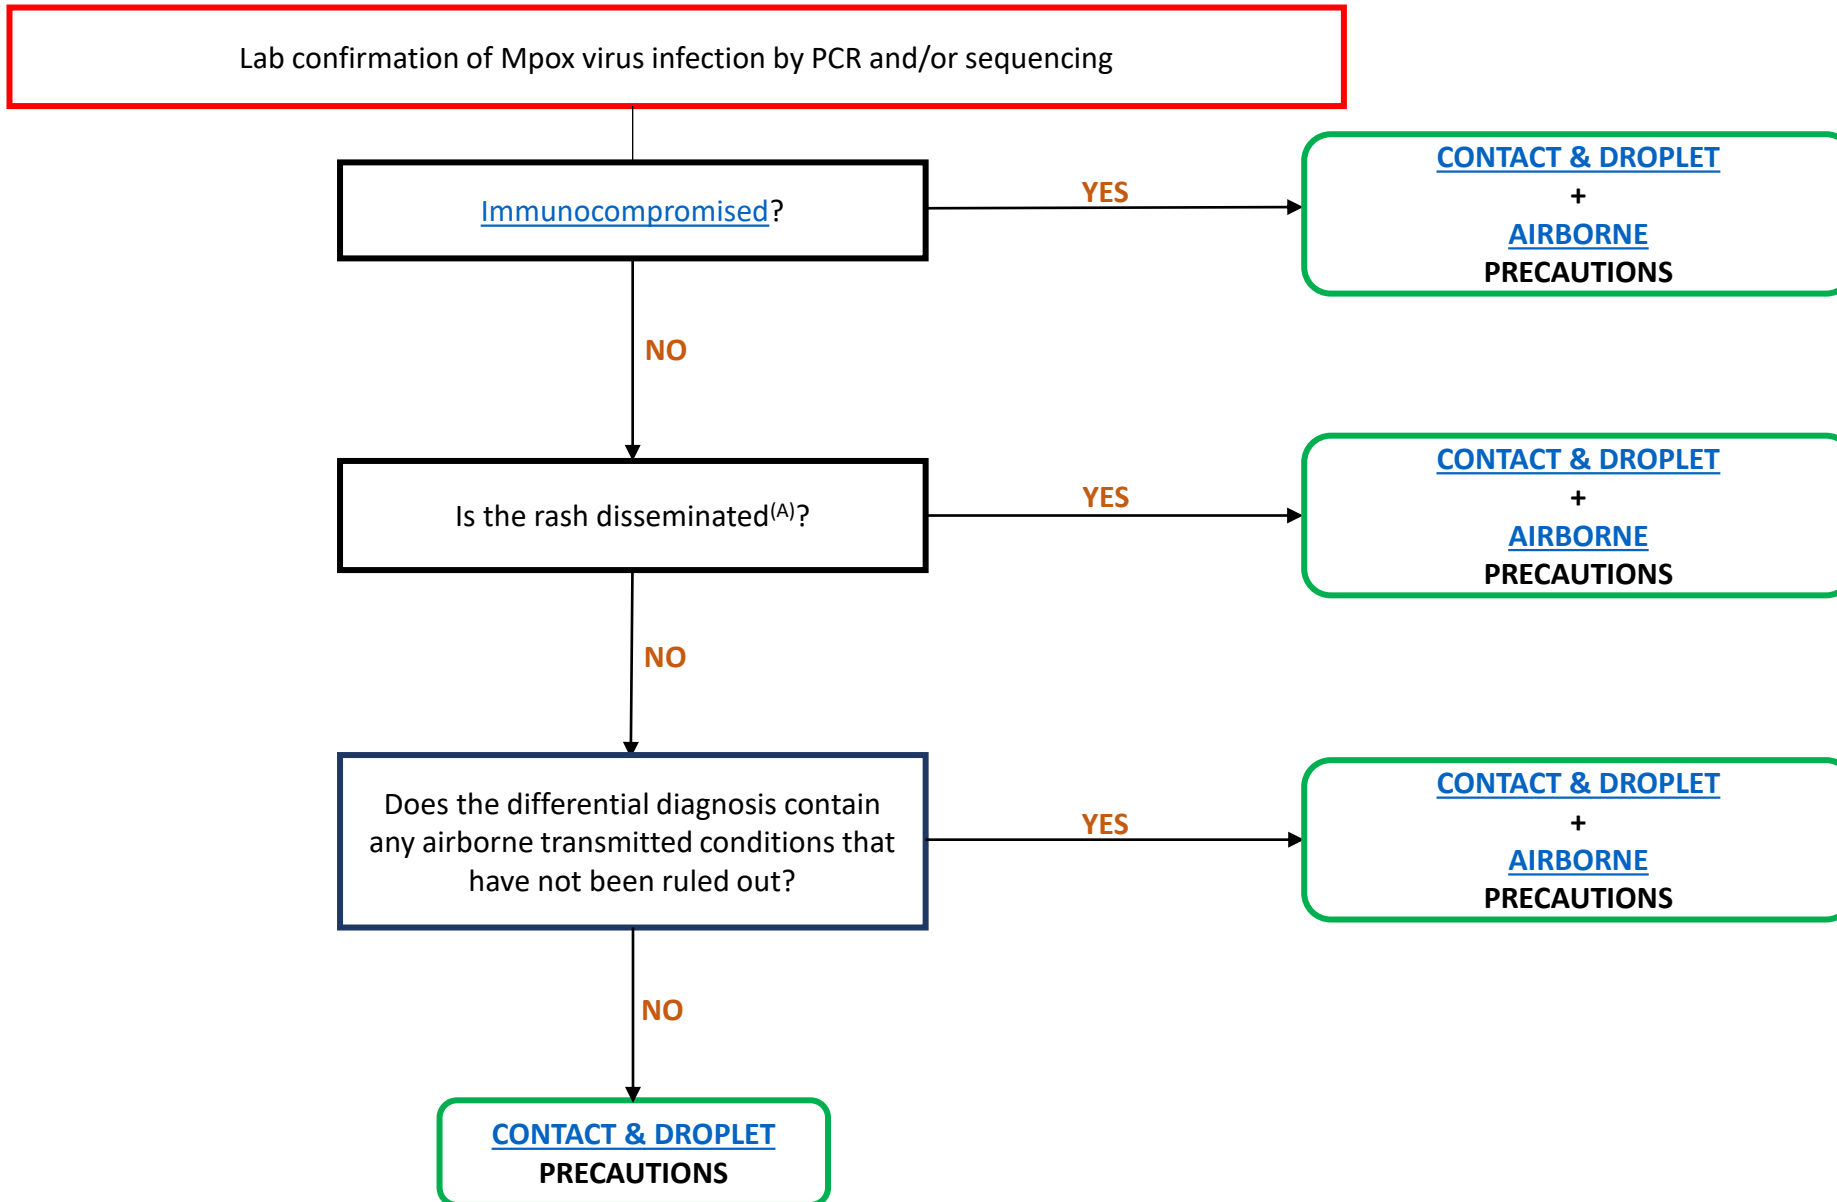 Lab confirmation of Mpox virus infection by PCR and/or sequencing
Immunocompromised?
YES
CONTACT & DROPLET
+
AIRBORNE
PRECAUTIONS
NO
Is the rash disseminated(A)?
YES
CONTACT & DROPLET
+
AIRBORNE
PRECAUTIONS
NO
Does the differential diagnosis contain
any airborne transmitted conditions that
have not been ruled out?
YES
CONTACT & DROPLET
+
AIRBORNE
PRECAUTIONS
NO
CONTACT & DROPLET
PRECAUTIONS